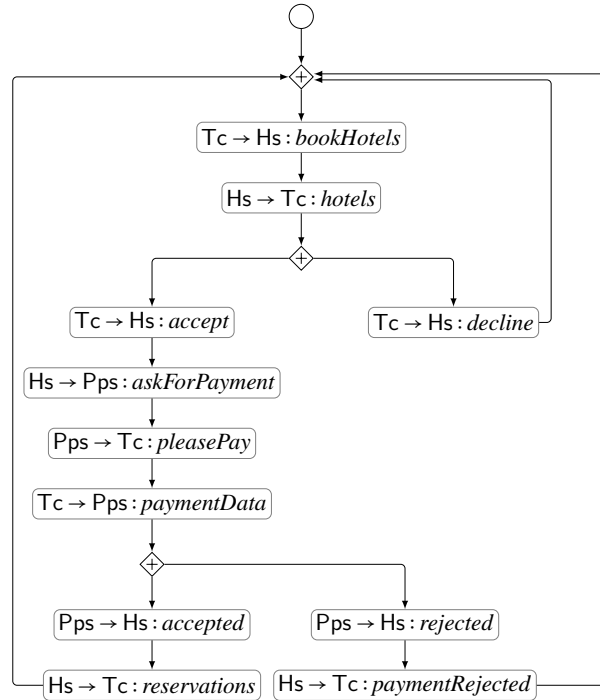 +
Tc → Hs : bookHotels
Hs → Tc : hotels
+
Tc → Hs : accept
Tc → Hs : decline
Hs → Pps : askForPayment
Pps → Tc : pleasePay
Tc → Pps : paymentData
+
Pps → Hs : accepted
Pps → Hs : rejected
Hs → Tc : reservations
Hs → Tc : paymentRejected